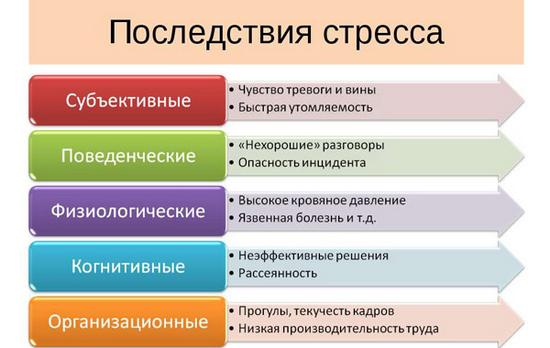 Последствия стресса
Субъективные
• Чувство тревоги и вины
• Быстрая утомляемость
Поведенческие
• «Нехорошие» разговоры
• Опасность инцидента
Физиологические
• Высокое кровяное давление
• Язвенная болезнь и т.д.
Когнитивные
• Неэффективные решения
• Рассеянность
Организационные
• Прогулы, текучесть кадров
• Низкая производительность труда